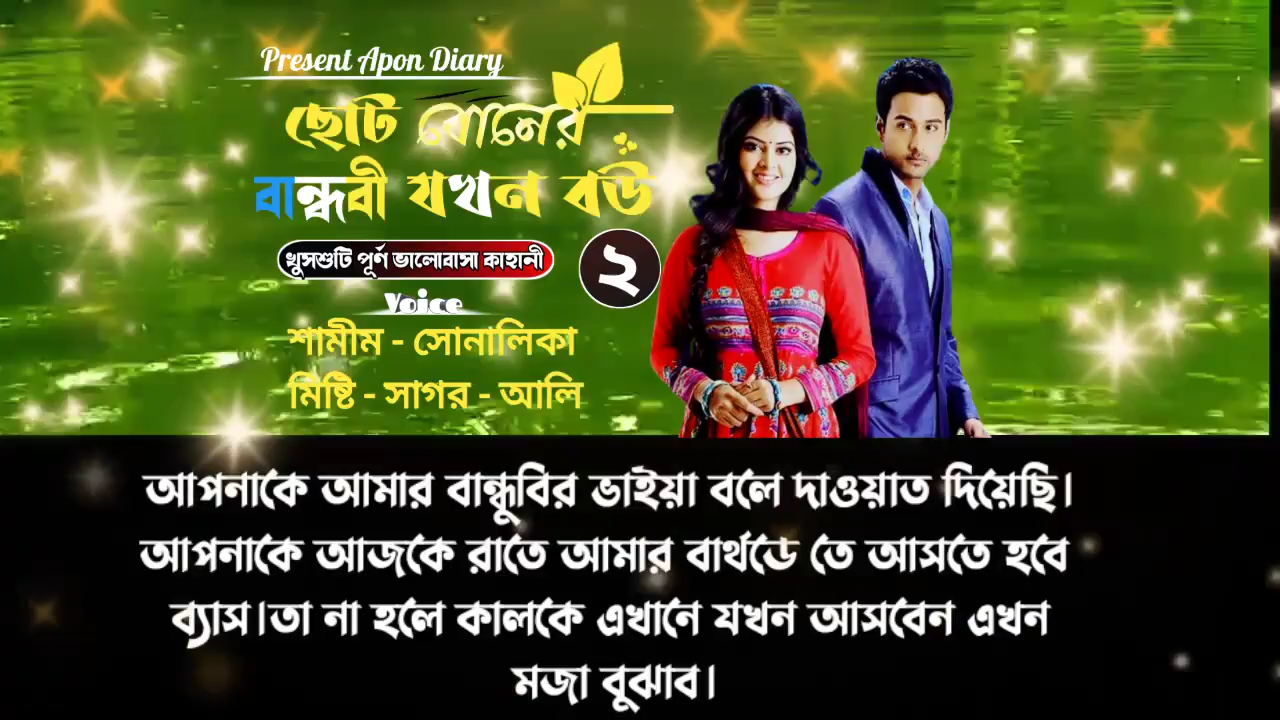 Present Apon Diary
ছোট বোনের
বান্ধবী যখন বউ
খুসশুটি পূর্ণ ভালোবাসা কাহানী
২
Voice
শামীম - সোনালিকা
মিষ্টি - সাগর - আলি
আপনাকে আমার বান্ধুবির ভাইয়া বলে দাওয়াত দিয়েছি।
আপনাকে আজকে রাতে আমার বার্থডে তে আসতে হবে
ব্যাস।তা না হলে কালকে এখানে যখন আসবেন এখন
মজা বুঝাব।